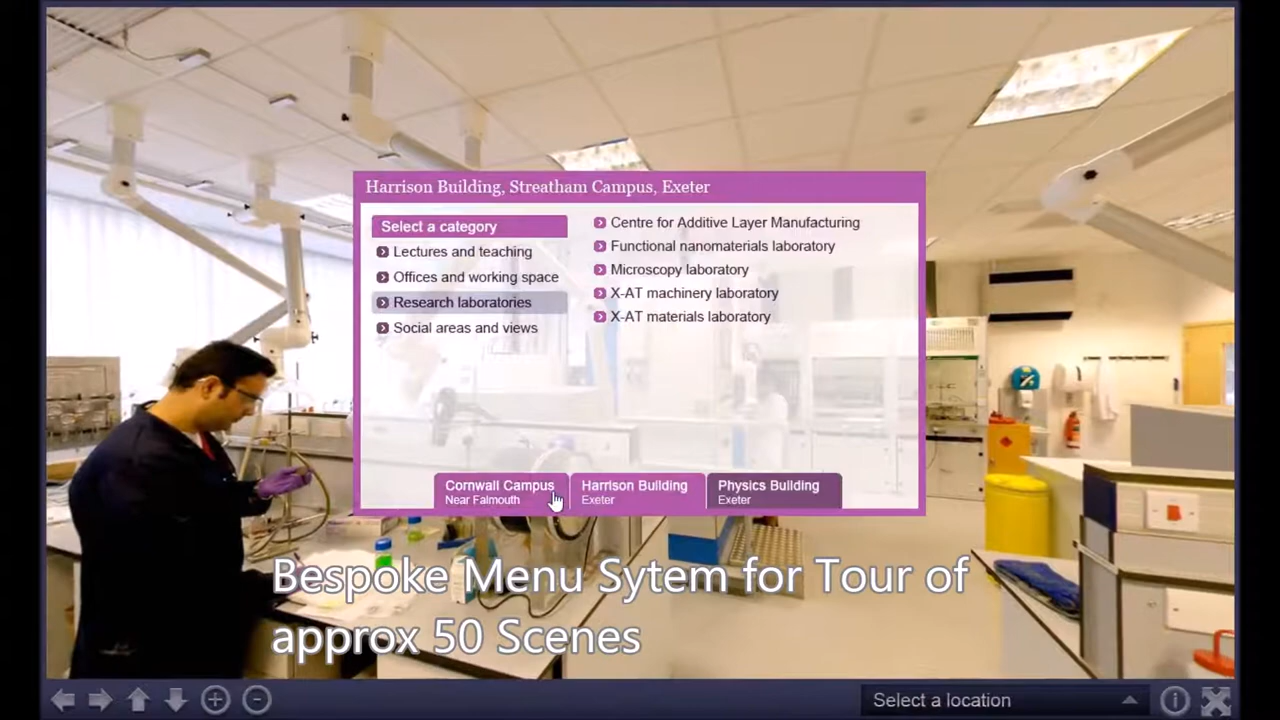 Harrison Building, Streatham Campus, Exeter
Select a category
Lectures and teaching
Offices and working space
Research laboratories
Social areas and views
Centre for Additive Layer Manufacturing
Functional nanomaterials laboratory
Microscopy laboratory
X-AT machinery laboratory
X-AT materials laboratory
Cornwall Campus
Near Falmouth
Harrison Building
Exeter
Physics Building
Exeter
Bespoke Menu Sytem for Tour of
approx 50 Scenes
Select a location